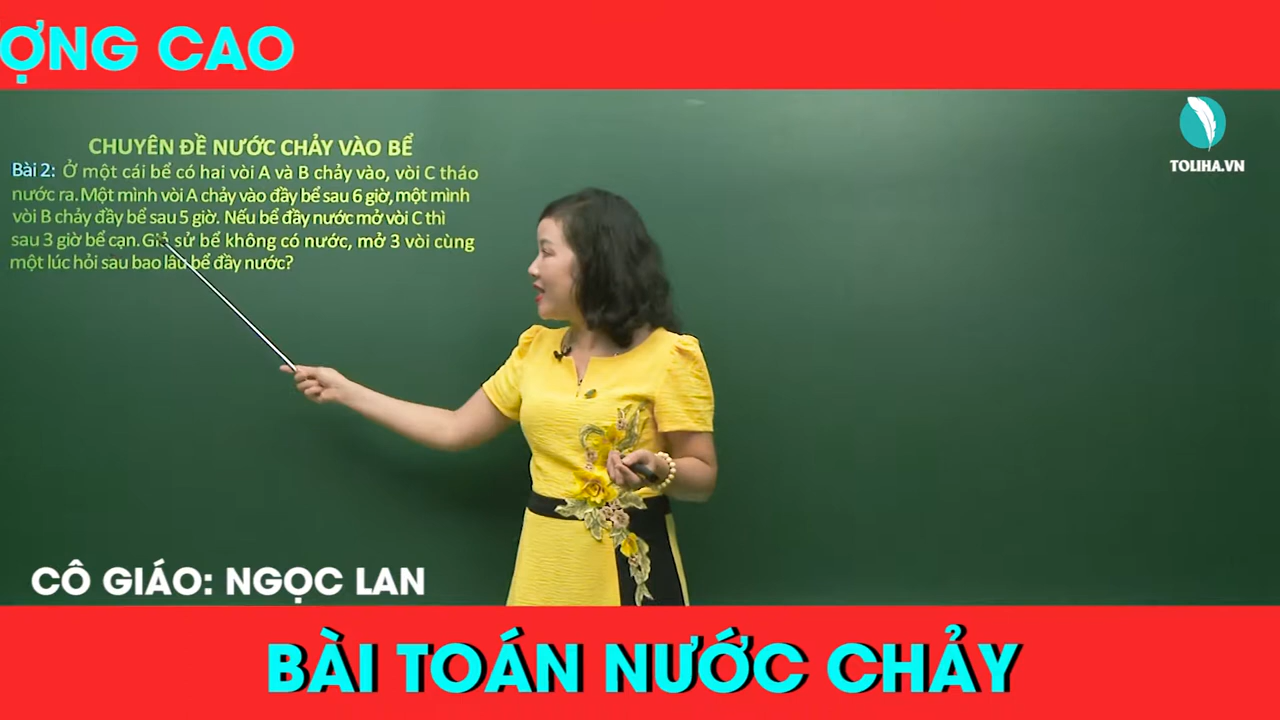 ỢNG CAO
TOLIHA.VN
CHUYÊN ĐỀ NƯỚC CHẢY VÀO BỂ
Bài 2: Ở một cái bể có hai vòi A và B chảy vào, vòi C tháo
nước ra. Một mình vòi A chảy vào đầy bể sau 6 giờ, một mình
vòi B chảy đầy bể sau 5 giờ. Nếu bể đầy nước mở vòi C thì
sau 3 giờ bể cạn. Giả sử bể không có nước, mở 3 vòi cùng
một lúc hỏi sau bao lâu bể đầy nước?
CÔ GIÁO: NGỌC LAN
BÀI TOÁN NƯỚC CHẢY